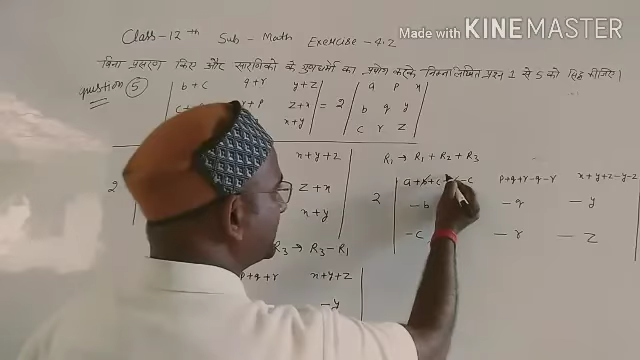 Made with KINEMASTER
Class-12th Sub-Math Exercise-4.2
बिना प्रसरण किए और सारणिकों के गुणधर्मों का प्रयोग करके निम्नलिखित प्रश्न 1 से 5 को सिद्ध कीजिए।
question ⑤ | b+c q+r y+z | = 2 | a p x |
z+x b q y
x+y c r z
2 x+y+z
z+x
x+y
R₁ → R₁+R₂+R₃
2 p+q+r-q-r x+y+z-y-z
-b -q -y
-c -r -z
R₃ → R₃-R₁
p+q+r x+y+z
-y